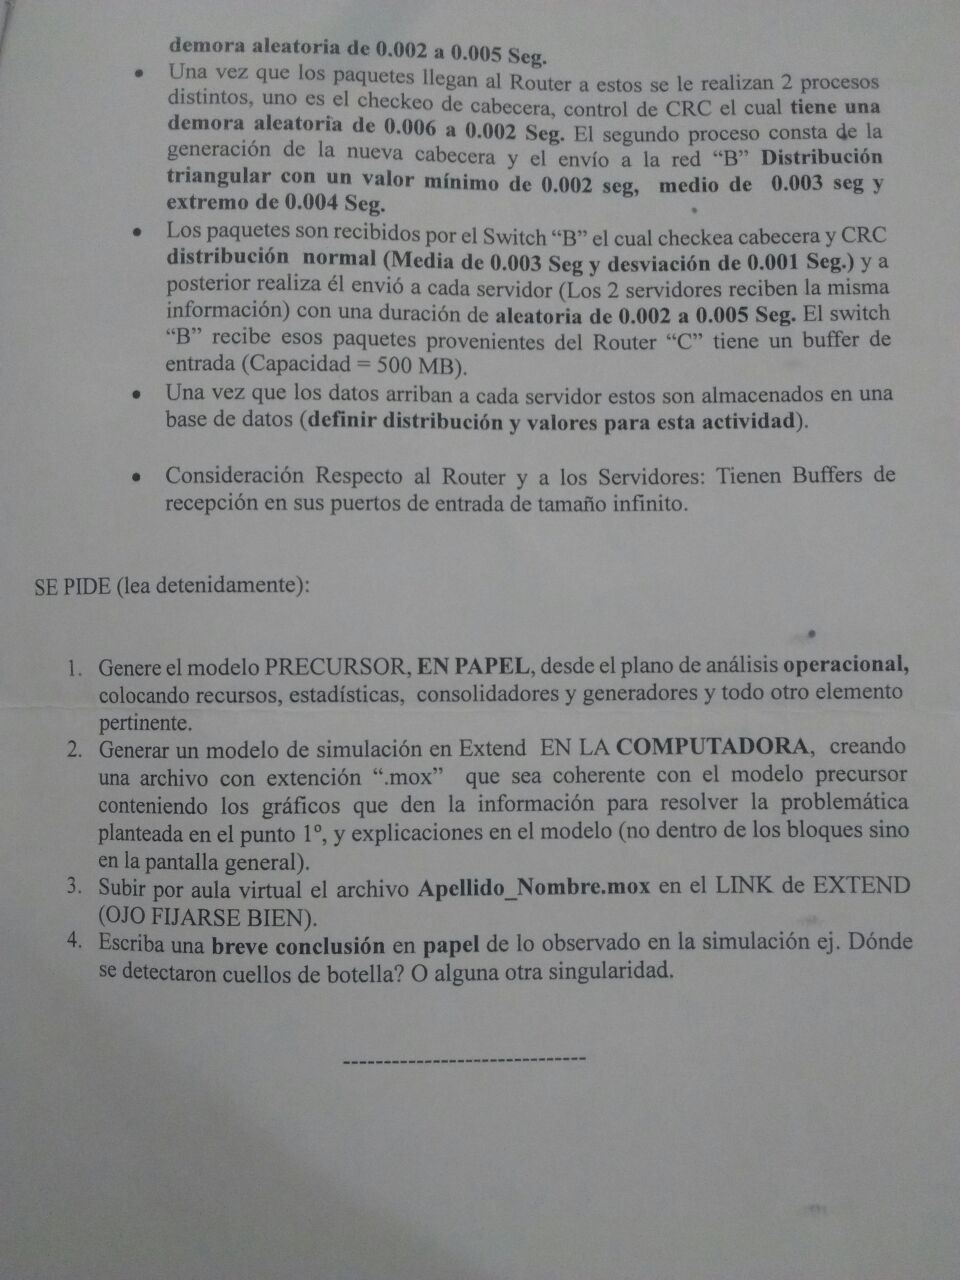 demora aleatoria de 0.002 a 0.005 Seg.
• Una vez que los paquetes llegan al Router a estos se le realizan 2 procesos
distintos, uno es el checkeo de cabecera, control de CRC el cual tiene una
demora aleatoria de 0.006 a 0.002 Seg. El segundo proceso consta de la
generación de la nueva cabecera y el envío a la red “B” Distribución
triangular con un valor mínimo de 0.002 seg, medio de 0.003 seg y
extremo de 0.004 Seg.
• Los paquetes son recibidos por el Switch “B” el cual checkea cabecera y CRC
distribución normal (Media de 0.003 Seg y desviación de 0.001 Seg.) y a
posterior realiza él envió a cada servidor (Los 2 servidores reciben la misma
información) con una duración de aleatoria de 0.002 a 0.005 Seg. El switch
“B” recibe esos paquetes provenientes del Router “C” tiene un buffer de
entrada (Capacidad = 500 MB).
• Una vez que los datos arriban a cada servidor estos son almacenados en una
base de datos (definir distribución y valores para esta actividad).
• Consideración Respecto al Router y a los Servidores: Tienen Buffers de
recepción en sus puertos de entrada de tamaño infinito.
SE PIDE (lea detenidamente):
1. Genere el modelo PRECURSOR, EN PAPEL, desde el plano de análisis operacional,
colocando recursos, estadísticas, consolidadores y generadores y todo otro elemento
pertinente.
2. Generar un modelo de simulación en Extend EN LA COMPUTADORA, creando
una archivo con extención “.mox” que sea coherente con el modelo precursor
conteniendo los gráficos que den la información para resolver la problemática
planteada en el punto 1º, y explicaciones en el modelo (no dentro de los bloques sino
en la pantalla general).
3. Subir por aula virtual el archivo Apellido_Nombre.mox en el LINK de EXTEND
(OJO FIJARSE BIEN).
4. Escriba una breve conclusión en papel de lo observado en la simulación ej. Dónde
se detectaron cuellos de botella? O alguna otra singularidad.
------------------------------